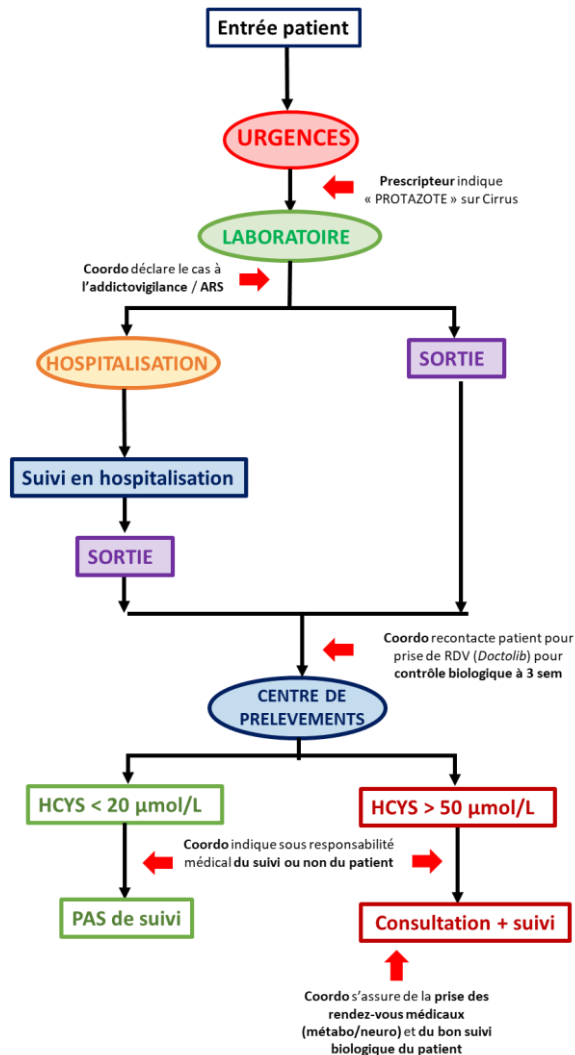 Entrée patient
URGENCES
Prescripteur indique
« PROTAZOTE » sur Cirrus
LABORATOIRE
Coordo déclare le cas à
l'addictovigilance / ARS
HOSPITALISATION
SORTIE
Suivi en hospitalisation
SORTIE
Coordo recontacte patient pour
prise de RDV (Doctolib) pour
contrôle biologique à 3 sem
CENTRE DE
PRELEVEMENTS
HCYS < 20 µmol/L
HCYS > 50 µmol/L
Coordo indique sous responsabilité
médical du suivi ou non du patient
PAS de suivi
Consultation + suivi
Coordo s'assure de la prise des
rendez-vous médicaux
(métabo/neuro) et du bon suivi
biologique du patient